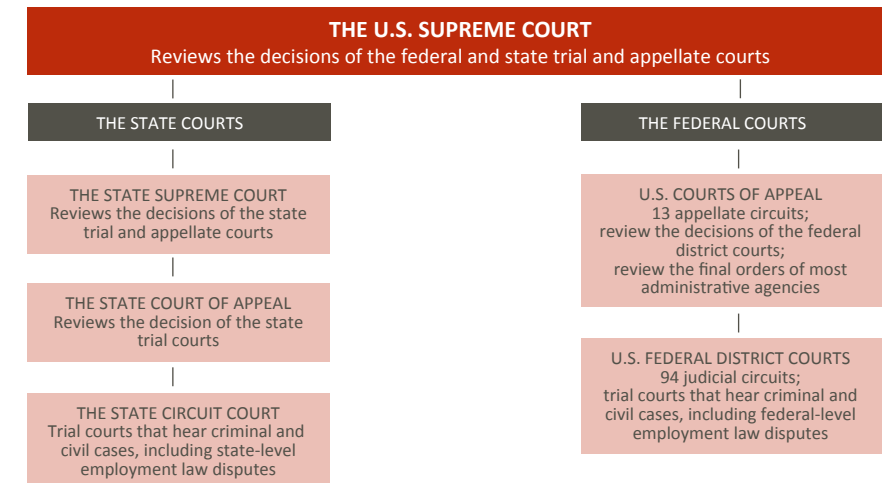 THE U.S. SUPREME COURT
Reviews the decisions of the federal and state trial and appellate courts
THE STATE COURTS
THE STATE SUPREME COURT
Reviews the decisions of the state
trial and appellate courts
THE STATE COURT OF APPEAL
Reviews the decision of the state
trial courts
THE STATE CIRCUIT COURT
Trial courts that hear criminal and
civil cases, including state-level
employment law disputes
THE FEDERAL COURTS
U.S. COURTS OF APPEAL
13 appellate circuits;
review the decisions of the federal
district courts;
review the final orders of most
administrative agencies
U.S. FEDERAL DISTRICT COURTS
94 judicial circuits;
trial courts that hear criminal and
civil cases, including federal-level
employment law disputes